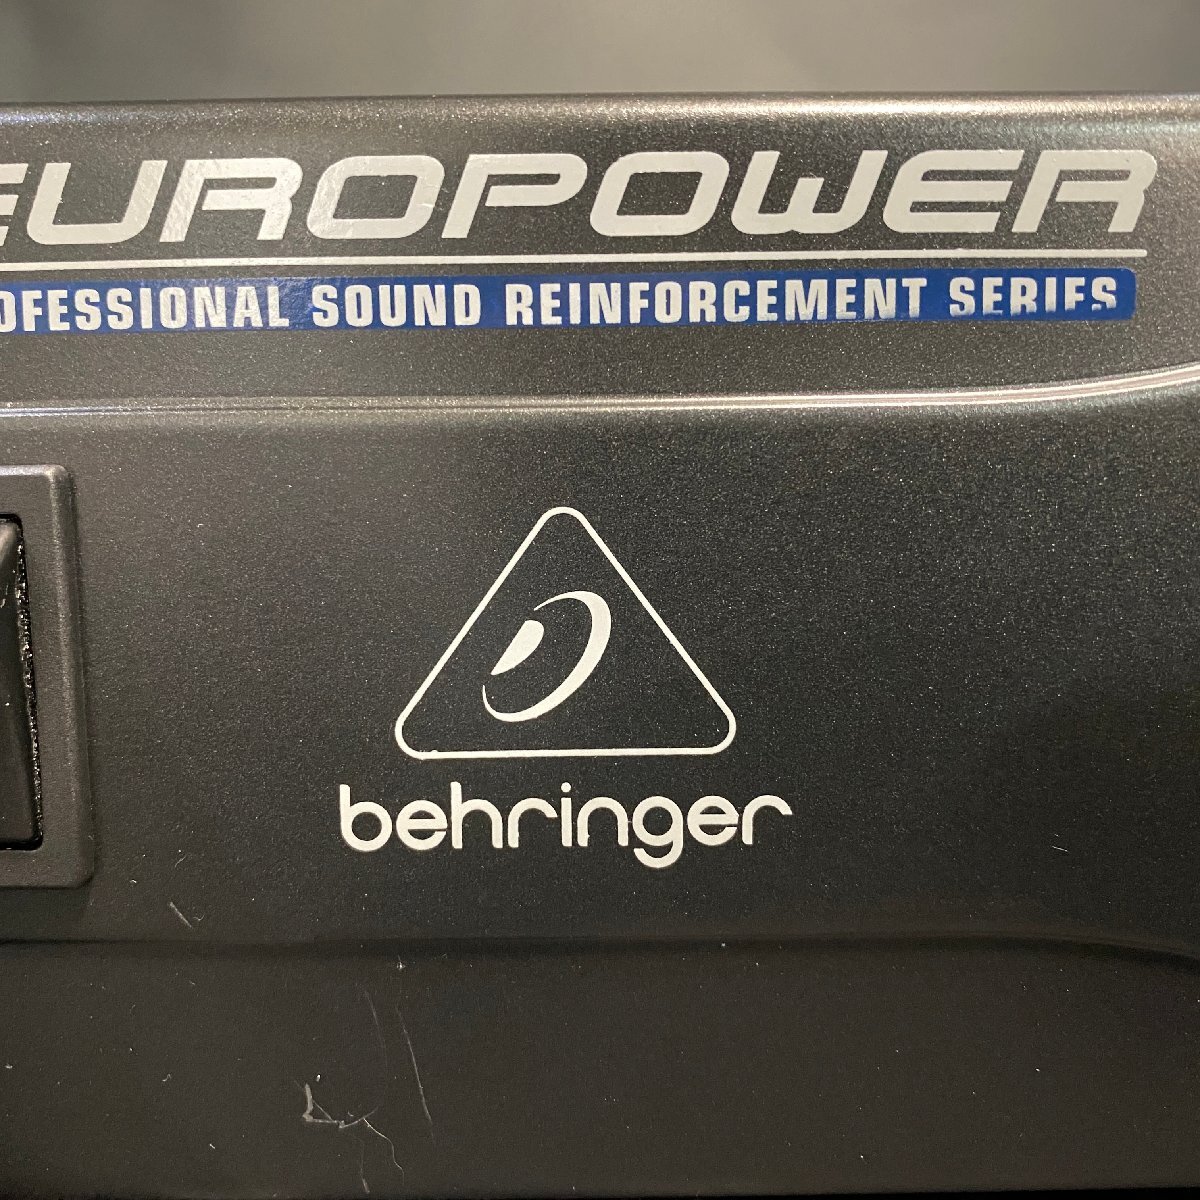 EUROPOWER
OFESSIONAL SOUND REINFORCEMENT SERIES
behringer